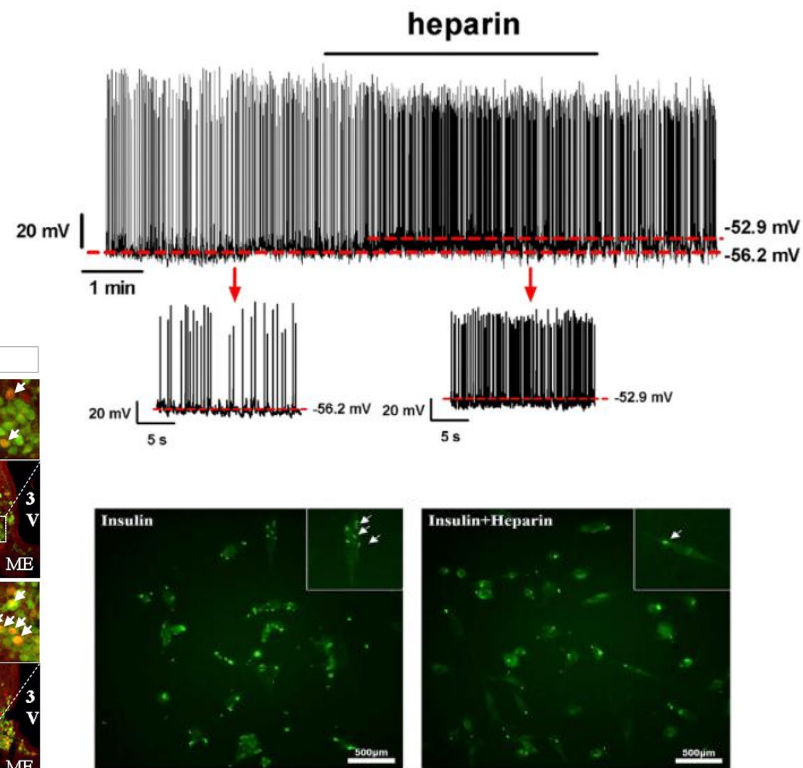 heparin
20 mV
-52.9 mV
-56.2 mV
1 min
20 mV
-56.2 mV
5 s
20 mV
-52.9 mV
5 s
3
V
ME
3
V
ME
Insulin
500µm
Insulin+Heparin
500µm